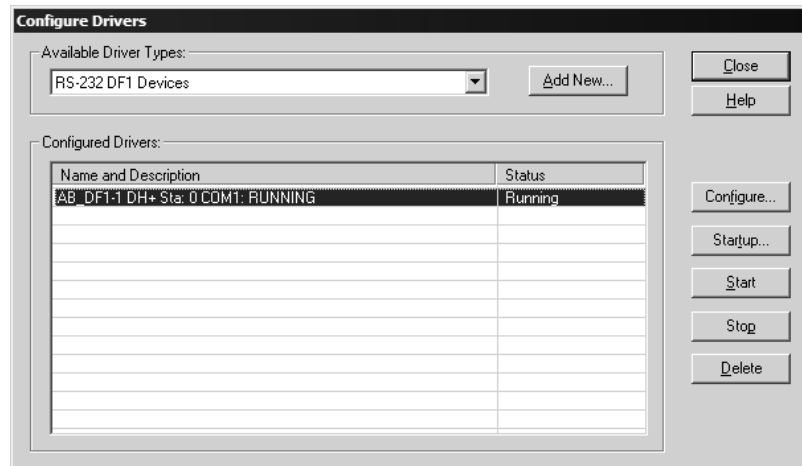 Configure Drivers
Available Driver Types:
RS-232 DF1 Devices
Add New...
Close
Help
Configured Drivers:
Name and Description Status
AB_DF1-1 DH+ Sta: 0 COM1: RUNNING Running
Configure...
Startup...
Start
Stop
Delete